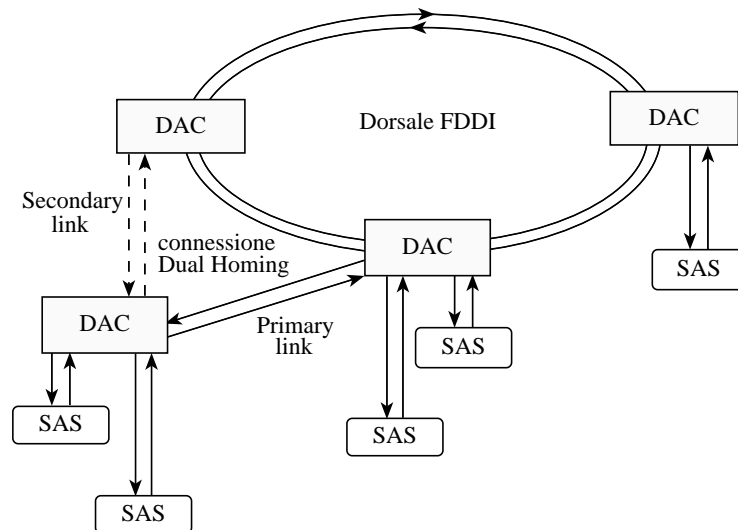 DAC
DAC
Dorsale FDDI
Secondary
link
connessione
Dual Homing
DAC
SAS
DAC
Primary
link
SAS
SAS
SAS
SAS